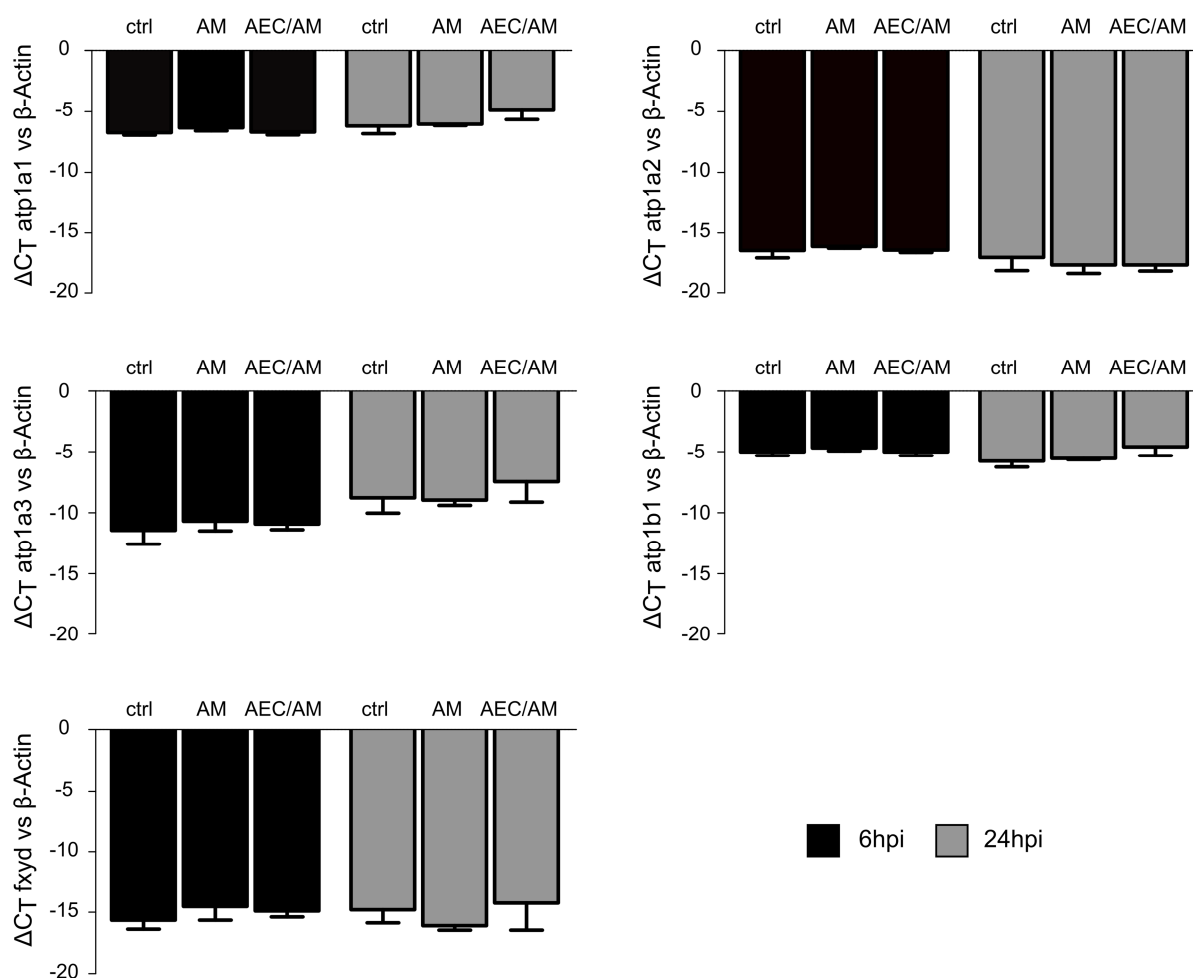 ctrl AM AEC/AM ctrl AM AEC/AM
0
-5
-10
-15
-20
ΔCT atp1a1 vs β-Actin
ctrl AM AEC/AM ctrl AM AEC/AM
0
-5
-10
-15
-20
ΔCT atp1a2 vs β-Actin
ctrl AM AEC/AM ctrl AM AEC/AM
0
-5
-10
-15
-20
ΔCT atp1a3 vs β-Actin
ctrl AM AEC/AM ctrl AM AEC/AM
0
-5
-10
-15
-20
ΔCT atp1b1 vs β-Actin
ctrl AM AEC/AM ctrl AM AEC/AM
0
-5
-10
-15
-20
ΔCT fxyd vs β-Actin
6hpi 24hpi